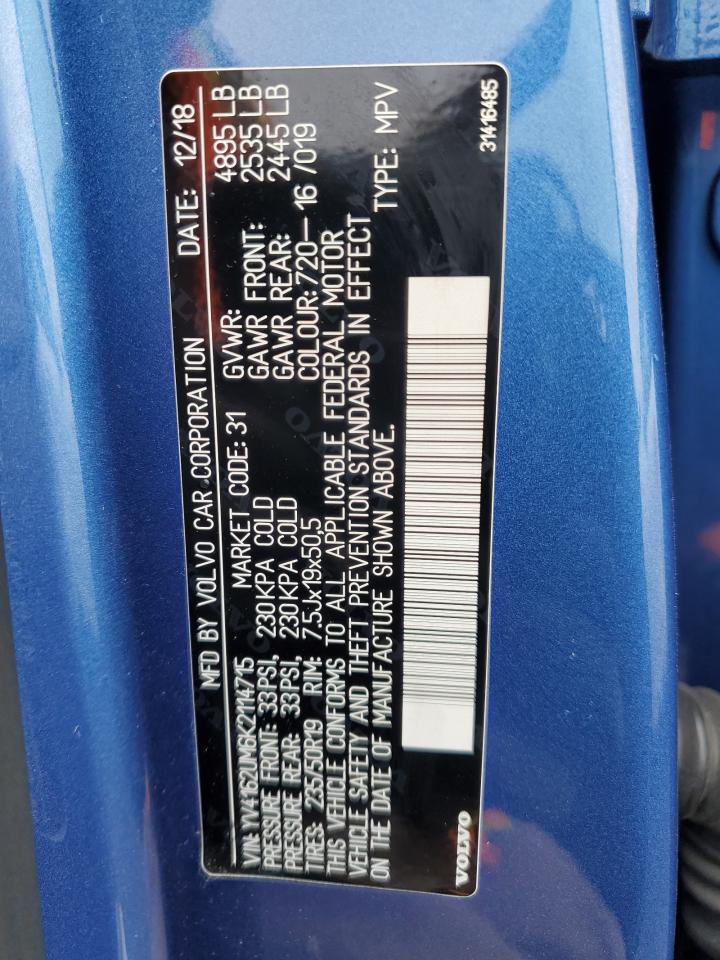 MFD BY VOLVO CAR CORPORATION DATE: 12/18
VIN: YV4162UM6K2114715 MARKET CODE: 31 GVWR: 4895 LB
PRESSURE FRONT: 33PSI, 230KPA COLD GAWR FRONT: 2535 LB
PRESSURE REAR: 33PSI, 230KPA COLD GAWR REAR: 2445 LB
TIRES: 235/50R19 RIM: 7.5Jx19x50,5 COLOUR: 720–16 /019
THIS VEHICLE CONFORMS TO ALL APPLICABLE FEDERAL MOTOR
VEHICLE SAFETY AND THEFT PREVENTION STANDARDS IN EFFECT
ON THE DATE OF MANUFACTURE SHOWN ABOVE. TYPE: MPV
VOLVO 31416485